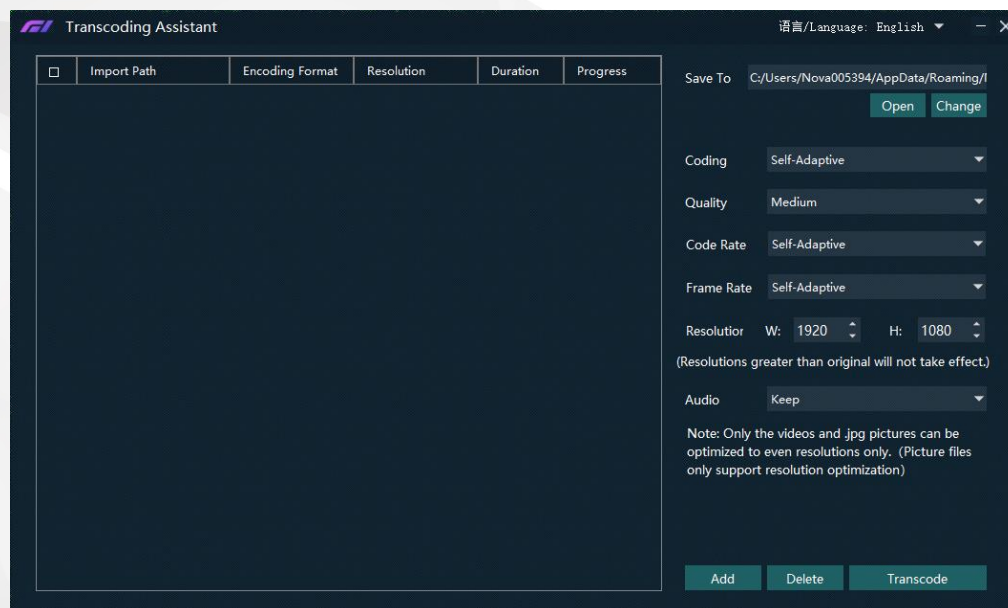 Transcoding Assistant
语言/Language: English
Import Path Encoding Format Resolution Duration Progress
Save To C:/Users/Nova005394/AppData/Roaming/
Open Change
Coding Self-Adaptive
Quality Medium
Code Rate Self-Adaptive
Frame Rate Self-Adaptive
Resolutior W: 1920 H: 1080
(Resolutions greater than original will not take effect.)
Audio Keep
Note: Only the videos and .jpg pictures can be
optimized to even resolutions only. (Picture files
only support resolution optimization)
Add Delete Transcode